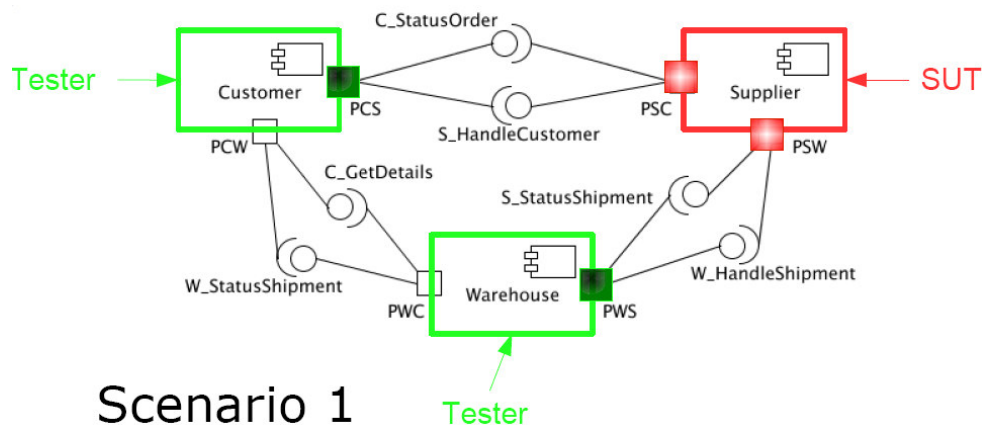 C_StatusOrder
Tester
Customer
PCS
PSC
Supplier
SUT
S_HandleCustomer
PCW
PSW
C_GetDetails
S_StatusShipment
W_StatusShipment
W_HandleShipment
PWC
Warehouse
PWS
Scenario 1
Tester